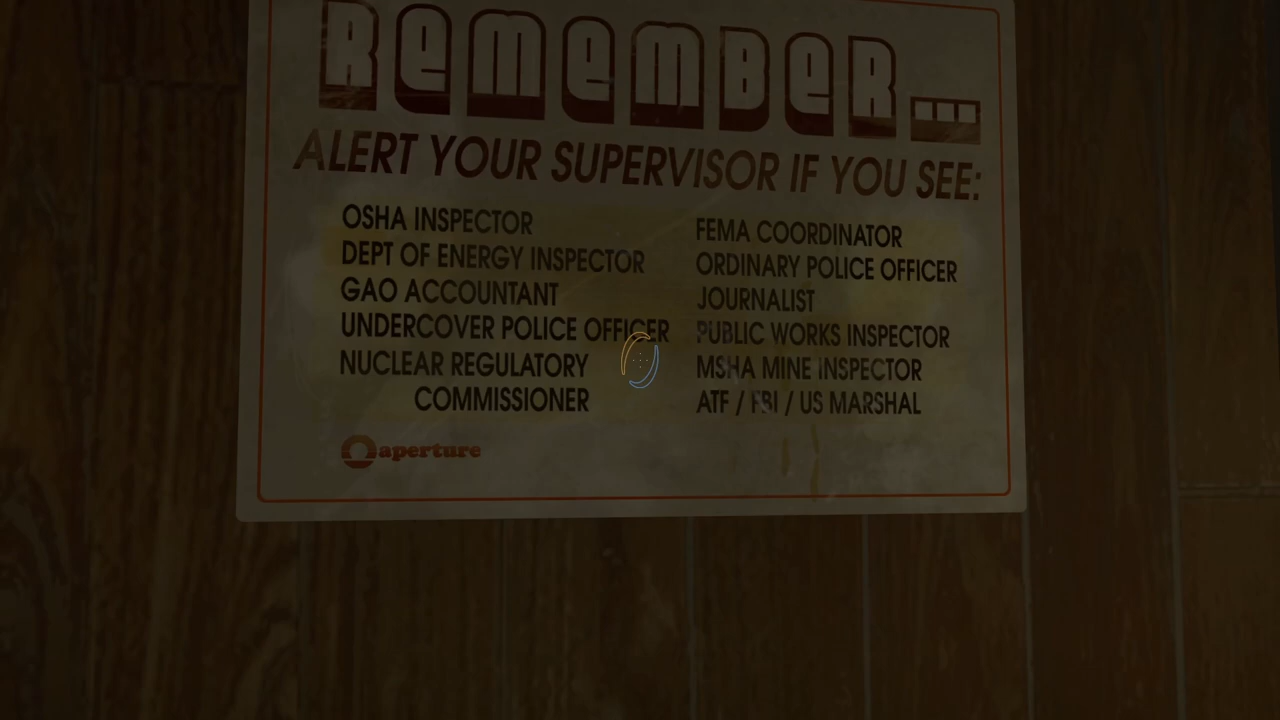 REMEMBER...
ALERT YOUR SUPERVISOR IF YOU SEE:
OSHA INSPECTOR
DEPT OF ENERGY INSPECTOR
GAO ACCOUNTANT
UNDERCOVER POLICE OFFICER
NUCLEAR REGULATORY
COMMISSIONER
FEMA COORDINATOR
ORDINARY POLICE OFFICER
JOURNALIST
PUBLIC WORKS INSPECTOR
MSHA MINE INSPECTOR
ATF / FBI / US MARSHAL
aperture